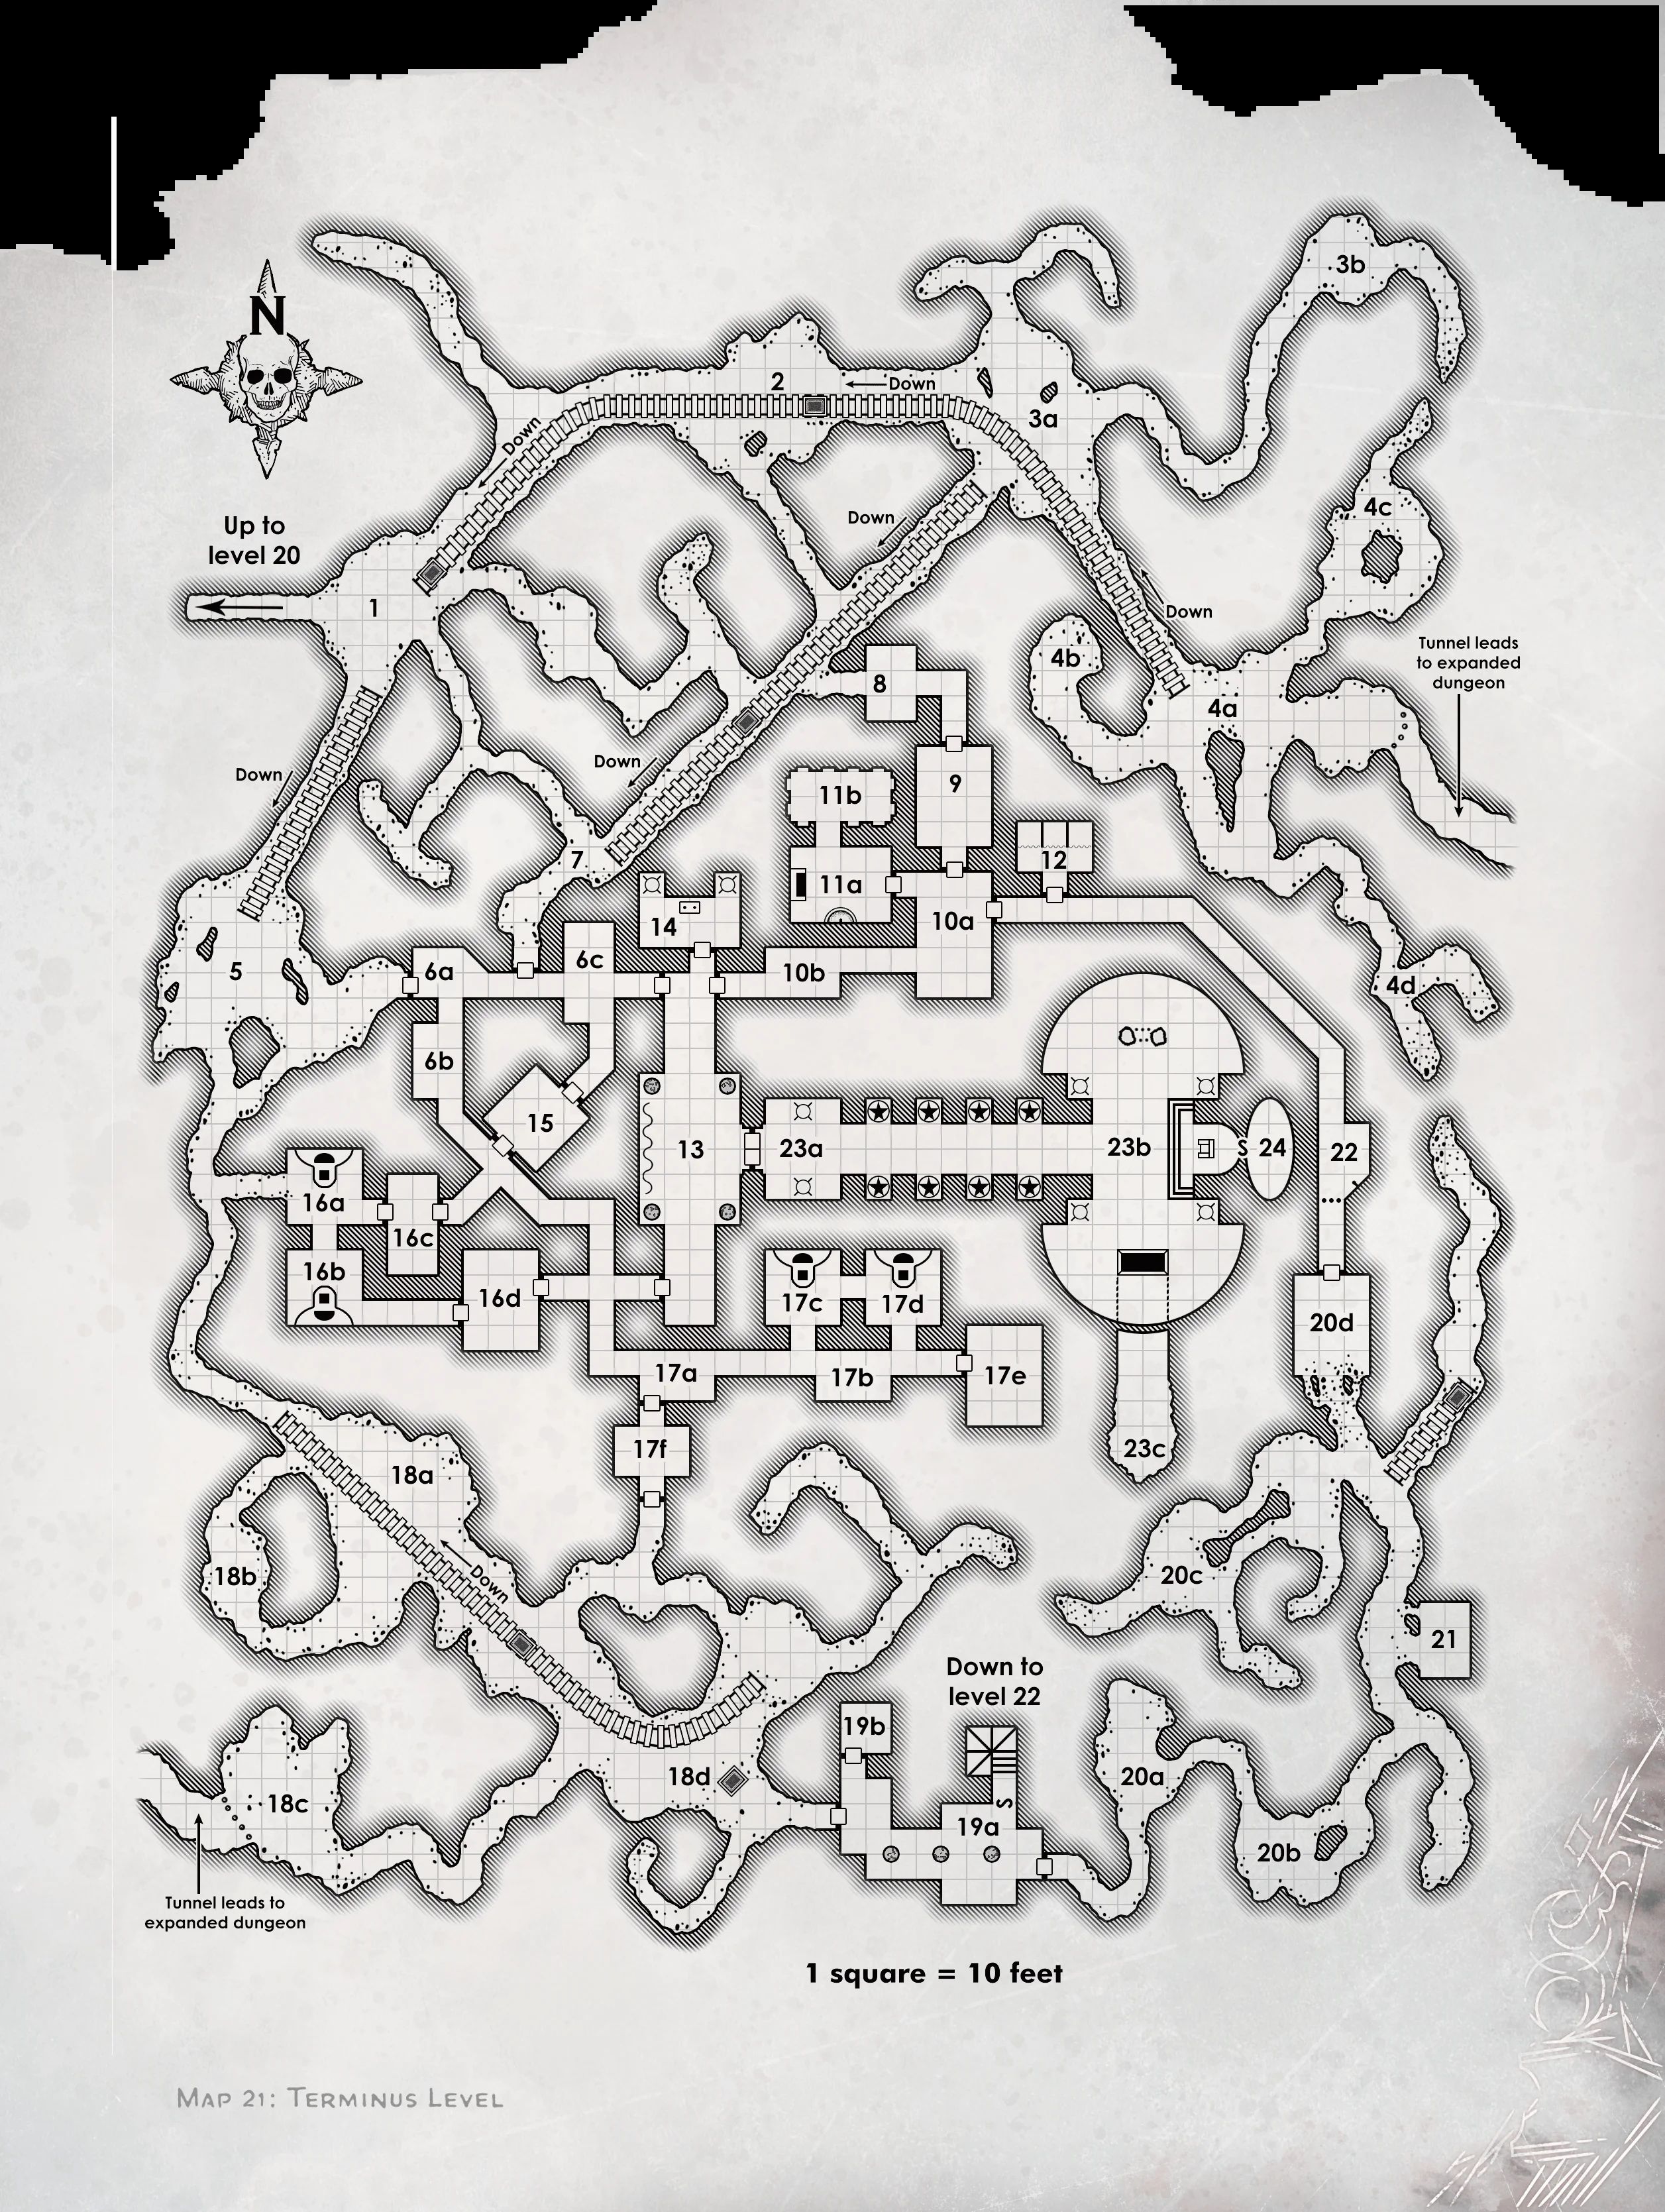 N
3b
2
Down
3a
Down
4c
Down
Up to
level 20
1
Down
Tunnel leads
to expanded
dungeon
4b
8
4a
Down
Down
9
11b
7
12
11a
14
10a
6c
5
6a
10b
4d
6b
15
13
23a
23b
S
24
22
16a
16c
16b
16d
17c
17d
20d
17a
17b
17e
17f
23c
18a
18b
Down
20c
21
Down to
level 22
19b
18d
20a
18c
S
19a
20b
Tunnel leads to
expanded dungeon
1 square = 10 feet
Map 21: Terminus Level